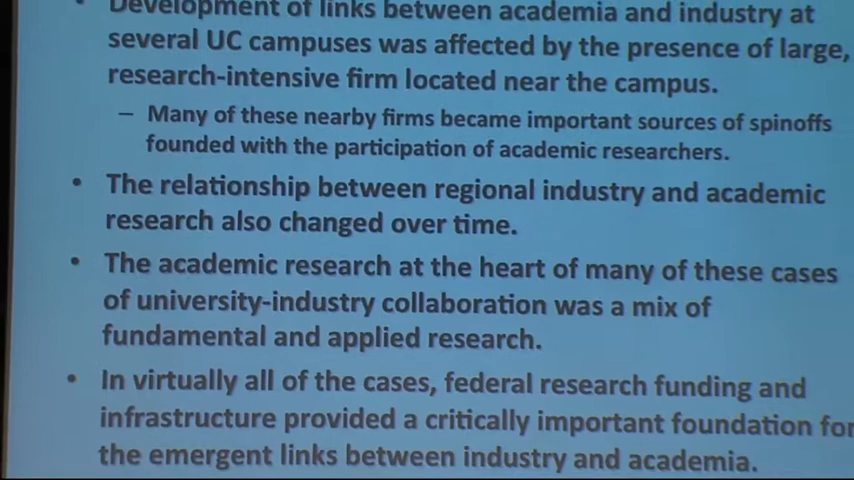 • Development of links between academia and industry at
several UC campuses was affected by the presence of large,
research-intensive firm located near the campus.
– Many of these nearby firms became important sources of spinoffs
founded with the participation of academic researchers.
• The relationship between regional industry and academic
research also changed over time.
• The academic research at the heart of many of these cases
of university-industry collaboration was a mix of
fundamental and applied research.
• In virtually all of the cases, federal research funding and
infrastructure provided a critically important foundation for
the emergent links between industry and academia.